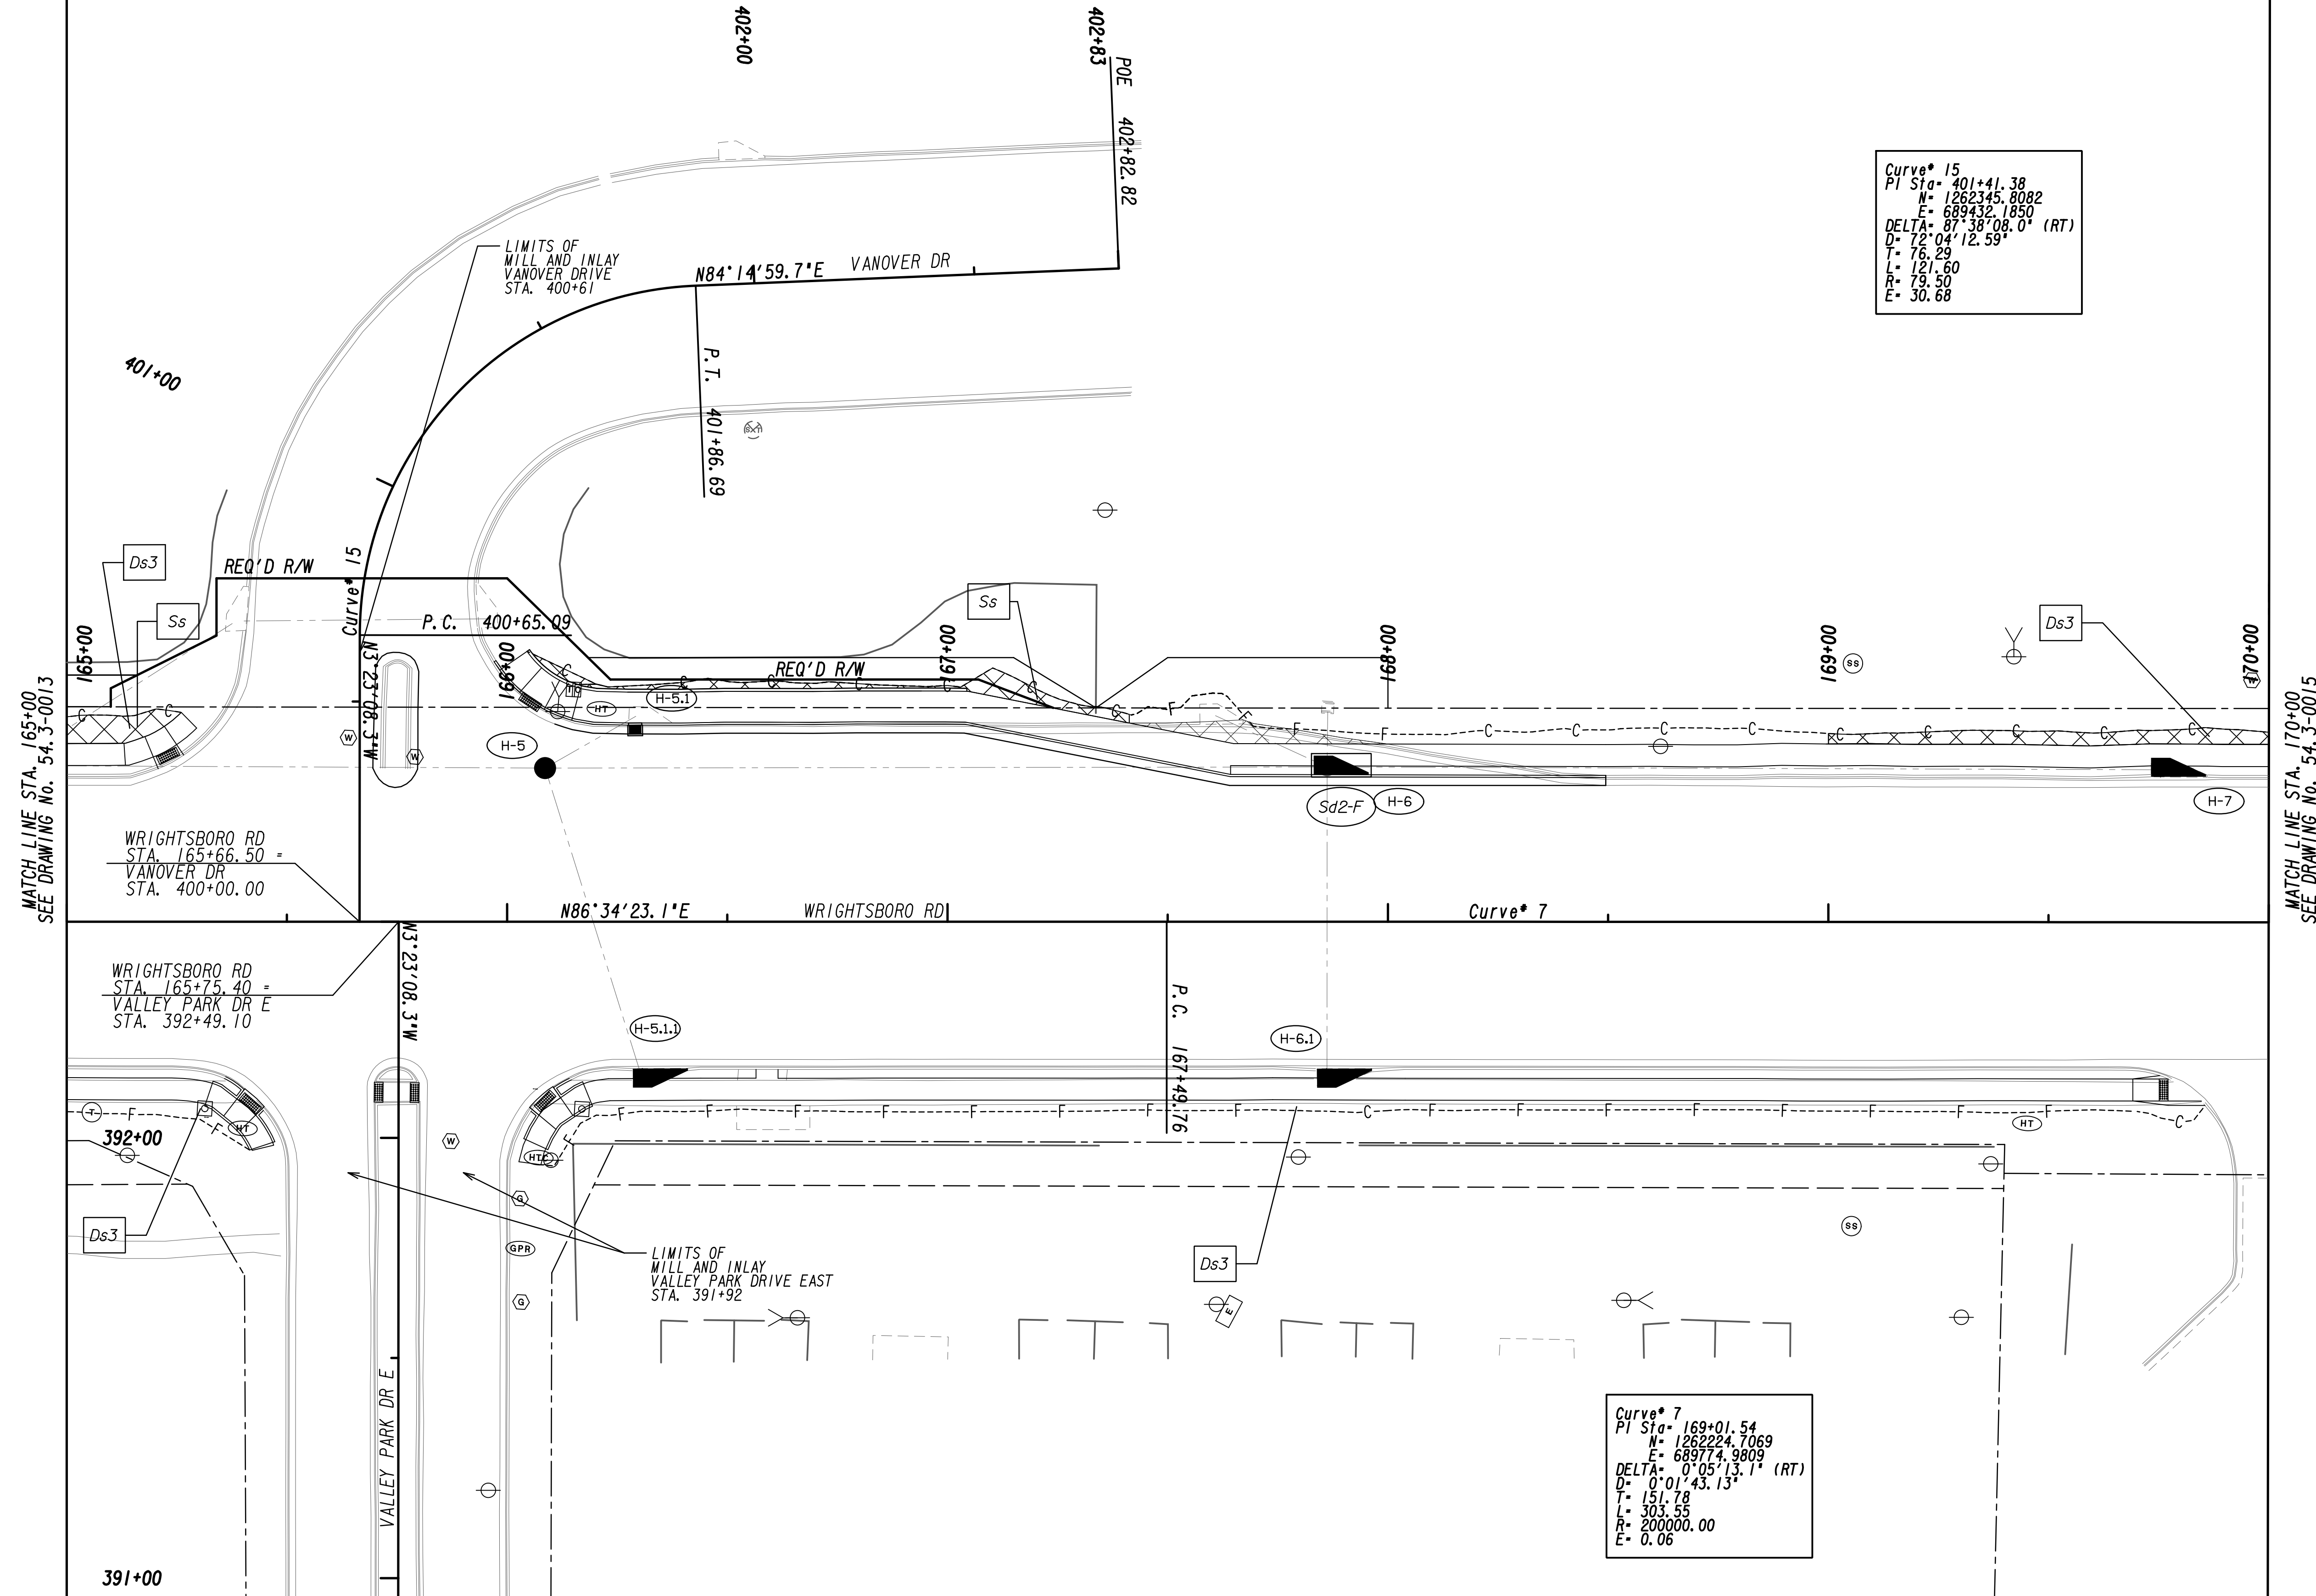 402+00
402+83
POE 402+82.82
Curve# 15
PI Sta= 401+41.38
N= 1262345.8082
E= 689432.1850
DELTA= 87°38'08.0" (RT)
D= 72°04'12.59"
T= 76.29
L= 121.60
R= 79.50
E= 30.68
LIMITS OF
MILL AND INLAY
VANOVER DRIVE
STA. 400+61
N84°14'59.7"E
VANOVER DR
401+00
P.T. 401+86.69
Ds3
REQ'D R/W
Ss
Curve# 15
P.C. 400+65.09
165+00
N3°23'08.3"W
166+00
REQ'D R/W
Ss
167+00
168+00
169+00
SS
Ds3
170+00
W
C
C
C
T
HT
H-5.1
C
C
C
C
C
C
F
F
F
F
C
C
C
C
C
C
C
C
C
W
W
H-5
Sd2-F
H-6
H-7
MATCH LINE STA. 165+00
SEE DRAWING No. 54.3-0013
MATCH LINE STA. 170+00
SEE DRAWING No. 54.3-0015
WRIGHTSBORO RD
STA. 165+66.50 =
VANOVER DR
STA. 400+00.00
N86°34'23.1"E
WRIGHTSBORO RD
Curve# 7
WRIGHTSBORO RD
STA. 165+75.40 =
VALLEY PARK DR E
STA. 392+49.10
N3°23'08.3"W
H-5.1.1
H-6.1
P.C. 167+49.76
T
F
F
HT
392+00
W
F
F
F
F
F
F
F
F
C
F
F
F
F
F
F
F
F
C
HT
G
GPR
G
Ds3
LIMITS OF
MILL AND INLAY
VALLEY PARK DRIVE EAST
STA. 391+92
Ds3
SS
E
VALLEY PARK DR E
Curve# 7
PI Sta= 169+01.54
N= 1262224.7069
E= 689774.9809
DELTA= 0°05'13.1" (RT)
D= 0°01'43.13"
T= 151.78
L= 303.55
R= 200000.00
E= 0.06
391+00